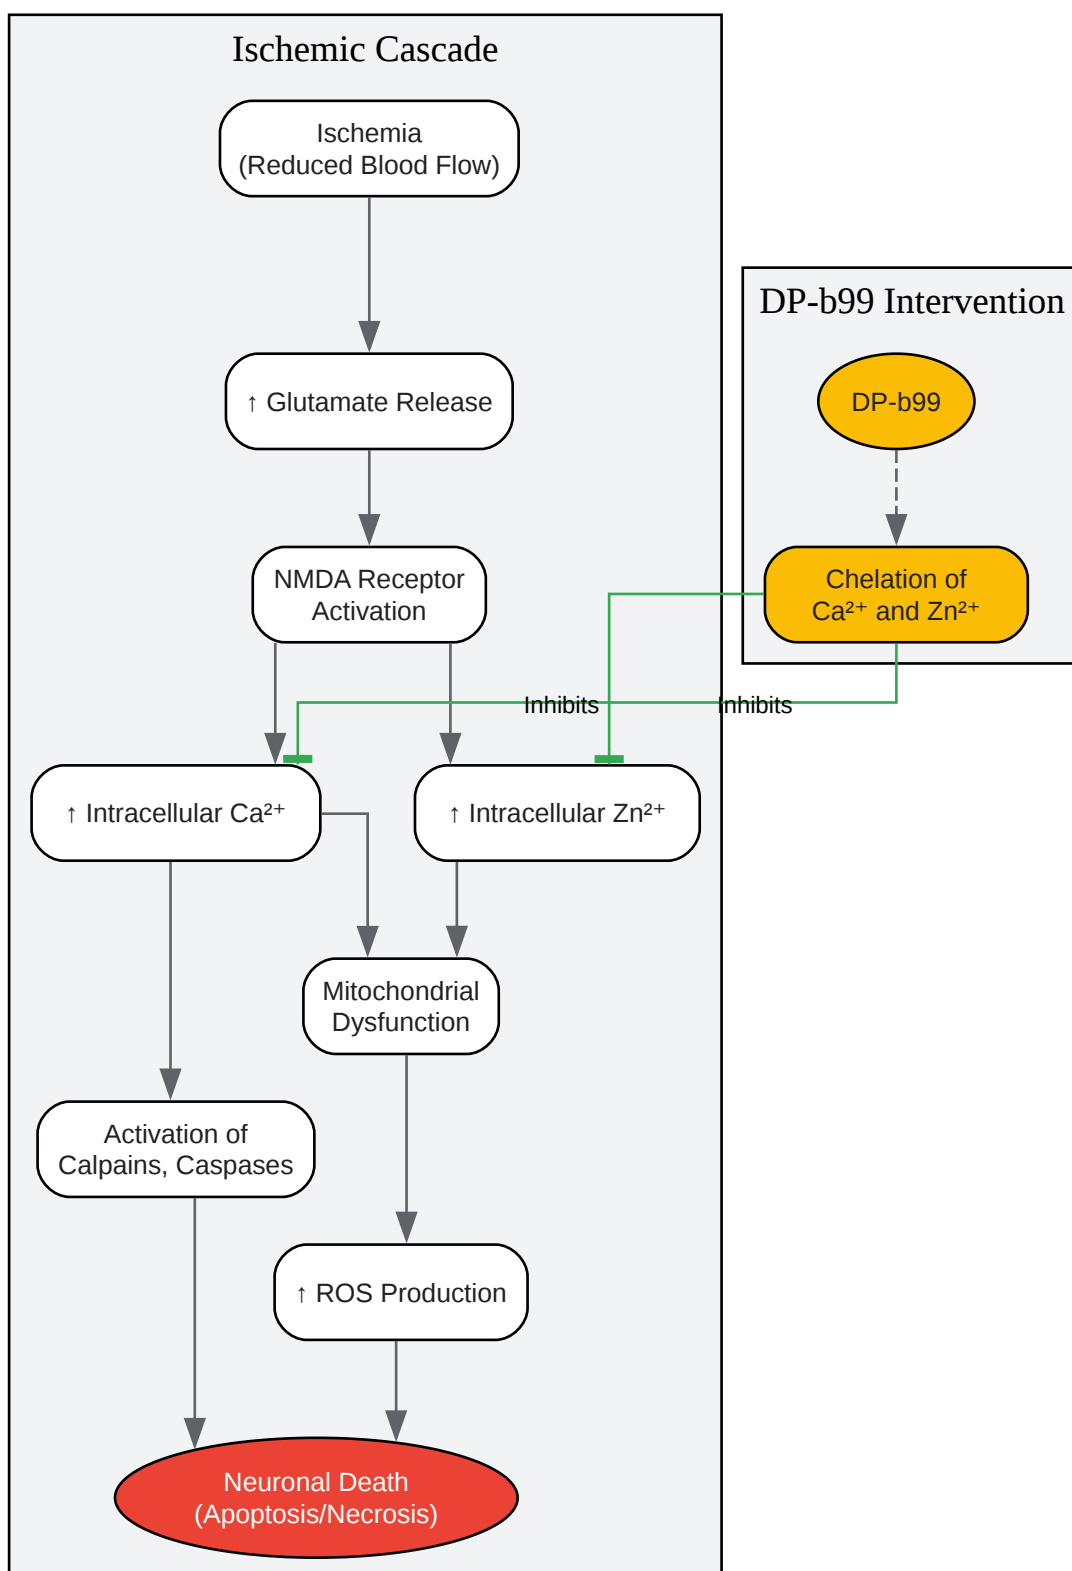 Ischemic Cascade
Ischemia
(Reduced Blood Flow)
↑ Glutamate Release
NMDA Receptor
Activation
↑ Intracellular Ca²⁺
↑ Intracellular Zn²⁺
Mitochondrial
Dysfunction
Activation of
Calpains, Caspases
↑ ROS Production
Neuronal Death
(Apoptosis/Necrosis)
DP-b99 Intervention
DP-b99
Chelation of
Ca²⁺ and Zn²⁺
Inhibits
Inhibits